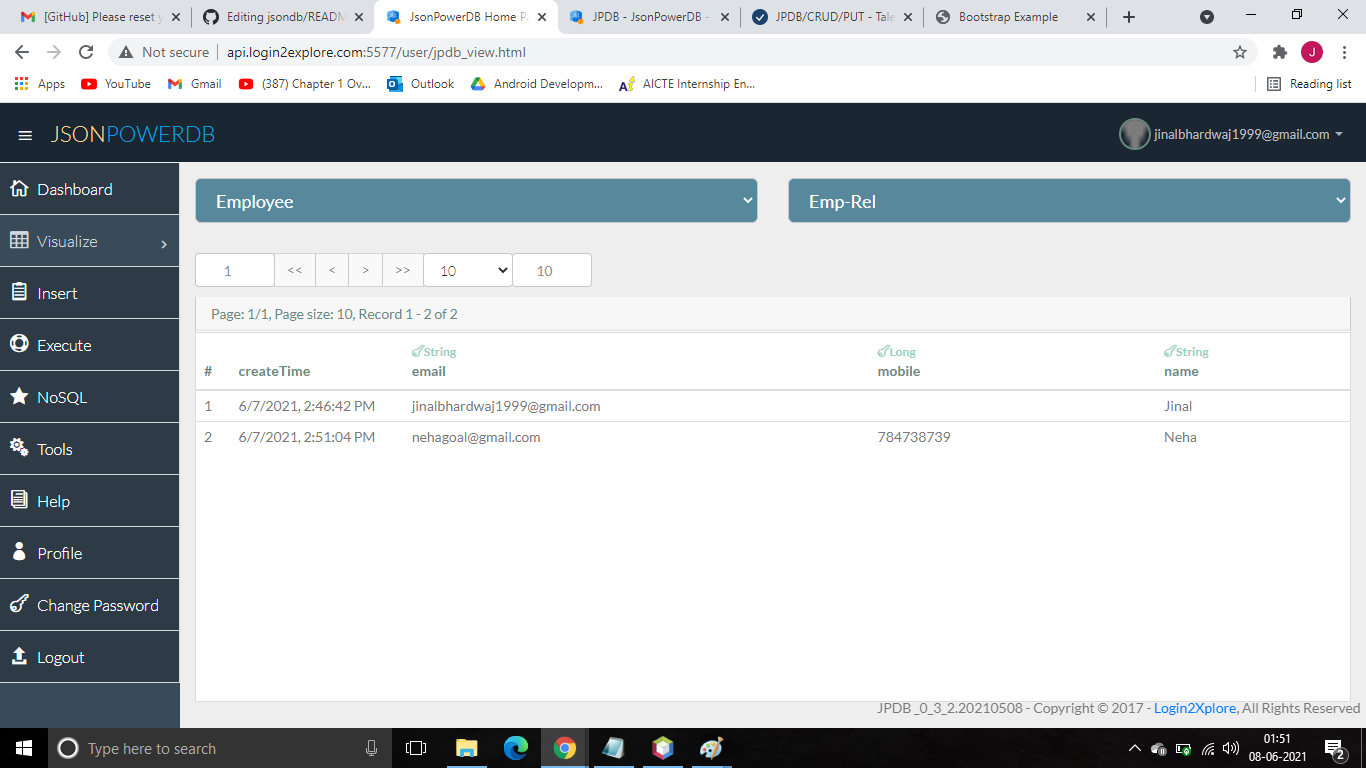 [GitHub] Please reset y
Editing jsondb/READM
JsonPowerDB Home P
JPDB - JsonPowerDB -
JPDB/CRUD/PUT - Tale
Bootstrap Example
Not secure | api.login2explore.com:5577/user/jpdb_view.html
J
Apps YouTube Gmail (387) Chapter 1 Ov... Outlook Android Developm... AICTE Internship En... Reading list
JSONPOWERDB
jinalbhardwaj1999@gmail.com
Dashboard
Visualize
Insert
Execute
NoSQL
Tools
Help
Profile
Change Password
Logout
Employee
Emp-Rel
1 << < > >> 10 10
Page: 1/1, Page size: 10, Record 1 - 2 of 2
String Long String
# createTime email mobile name
1 6/7/2021, 2:46:42 PM jinalbhardwaj1999@gmail.com Jinal
2 6/7/2021, 2:51:04 PM nehagoal@gmail.com 784738739 Neha
JPDB_0_3_2.20210508 - Copyright © 2017 - Login2Xplore, All Rights Reserved
Type here to search
01:51
08-06-2021
2